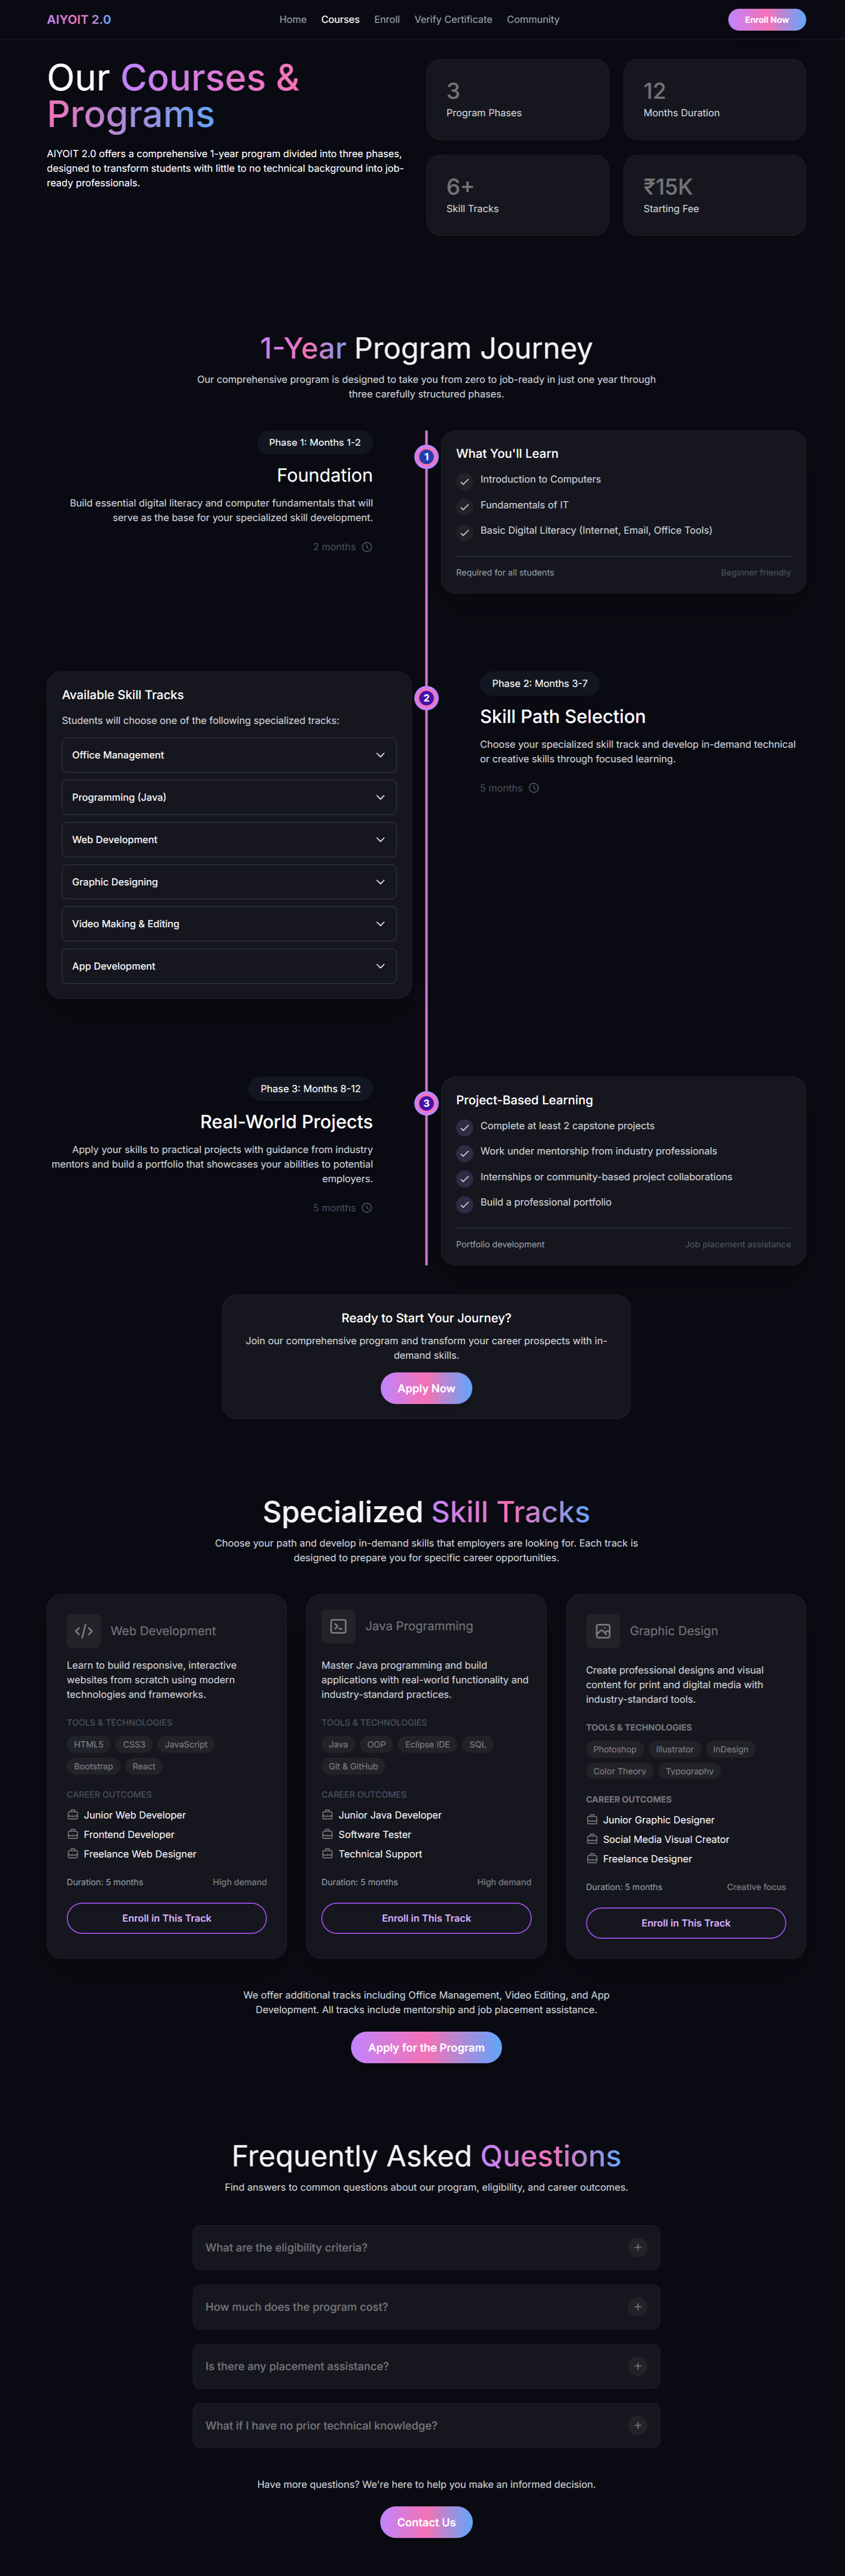 AIYOIT 2.0
Home
Courses
Enroll
Verify Certificate
Community
Enroll Now
Our Courses &
Programs
AIYOIT 2.0 offers a comprehensive 1-year program divided into three phases,
designed to transform students with little to no technical background into job-
ready professionals.
3
Program Phases
12
Months Duration
6+
Skill Tracks
₹15K
Starting Fee
1-Year Program Journey
Our comprehensive program is designed to take you from zero to job-ready in just one year through
three carefully structured phases.
Phase 1: Months 1-2
Foundation
Build essential digital literacy and computer fundamentals that will
serve as the base for your specialized skill development.
2 months
1
What You'll Learn
Introduction to Computers
Fundamentals of IT
Basic Digital Literacy (Internet, Email, Office Tools)
Required for all students
Beginner friendly
Available Skill Tracks
Students will choose one of the following specialized tracks:
Office Management
Programming (Java)
Web Development
Graphic Designing
Video Making & Editing
App Development
2
Phase 2: Months 3-7
Skill Path Selection
Choose your specialized skill track and develop in-demand technical
or creative skills through focused learning.
5 months
Phase 3: Months 8-12
Real-World Projects
Apply your skills to practical projects with guidance from industry
mentors and build a portfolio that showcases your abilities to potential
employers.
5 months
3
Project-Based Learning
Complete at least 2 capstone projects
Work under mentorship from industry professionals
Internships or community-based project collaborations
Build a professional portfolio
Portfolio development
Job placement assistance
Ready to Start Your Journey?
Join our comprehensive program and transform your career prospects with in-
demand skills.
Apply Now
Specialized Skill Tracks
Choose your path and develop in-demand skills that employers are looking for. Each track is
designed to prepare you for specific career opportunities.
Web Development
Learn to build responsive, interactive
websites from scratch using modern
technologies and frameworks.
TOOLS & TECHNOLOGIES
HTML5
CSS3
JavaScript
Bootstrap
React
CAREER OUTCOMES
Junior Web Developer
Frontend Developer
Freelance Web Designer
Duration: 5 months
High demand
Enroll in This Track
Java Programming
Master Java programming and build
applications with real-world functionality and
industry-standard practices.
TOOLS & TECHNOLOGIES
Java
OOP
Eclipse IDE
SQL
Git & GitHub
CAREER OUTCOMES
Junior Java Developer
Software Tester
Technical Support
Duration: 5 months
High demand
Enroll in This Track
Graphic Design
Create professional designs and visual
content for print and digital media with
industry-standard tools.
TOOLS & TECHNOLOGIES
Photoshop
Illustrator
InDesign
Color Theory
Typography
CAREER OUTCOMES
Junior Graphic Designer
Social Media Visual Creator
Freelance Designer
Duration: 5 months
Creative focus
Enroll in This Track
We offer additional tracks including Office Management, Video Editing, and App
Development. All tracks include mentorship and job placement assistance.
Apply for the Program
Frequently Asked Questions
Find answers to common questions about our program, eligibility, and career outcomes.
What are the eligibility criteria?
How much does the program cost?
Is there any placement assistance?
What if I have no prior technical knowledge?
Have more questions? We're here to help you make an informed decision.
Contact Us